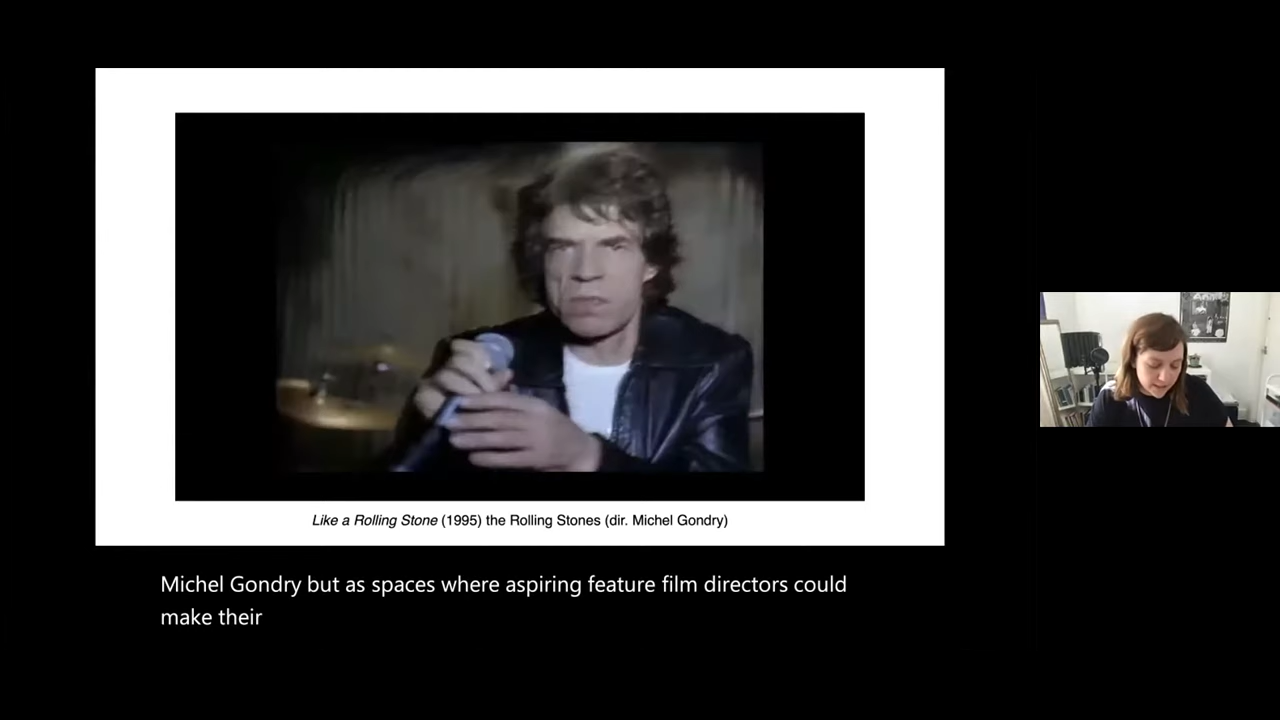 Like a Rolling Stone (1995) the Rolling Stones (dir. Michel Gondry)
Michel Gondry but as spaces where aspiring feature film directors could
make their